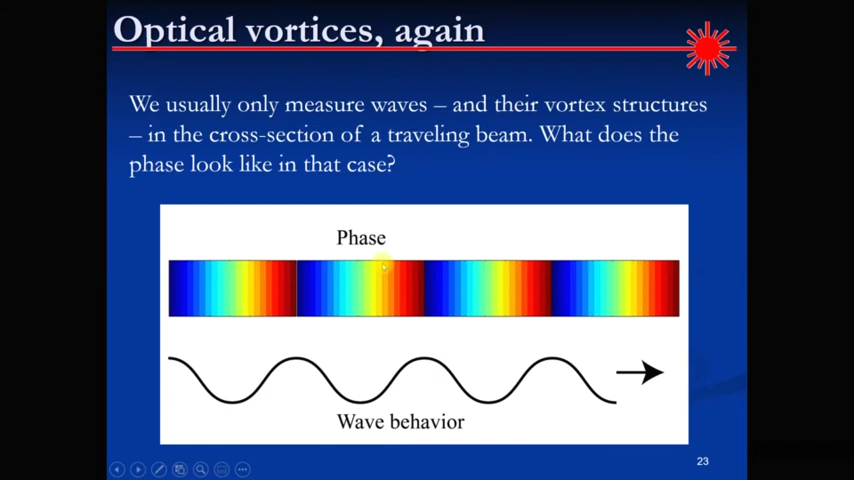 Optical vortices, again
We usually only measure waves – and their vortex structures
– in the cross-section of a traveling beam. What does the
phase look like in that case?
Phase
Wave behavior
23